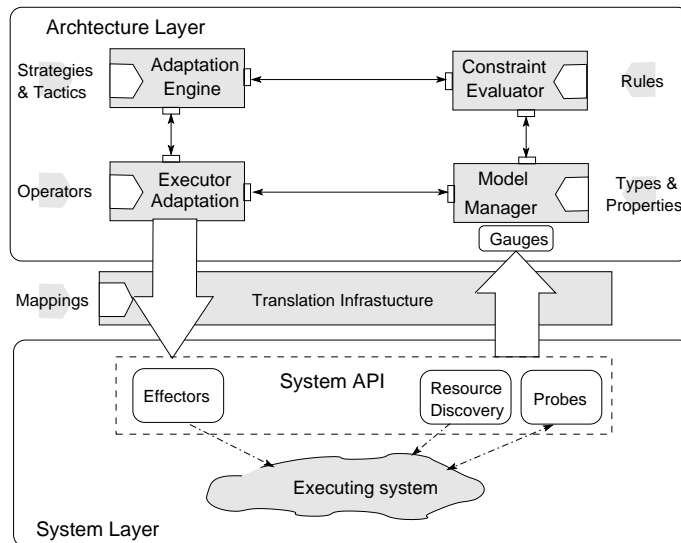 Archtecture Layer
Strategies
& Tactics
Adaptation
Engine
Constraint
Evaluator
Rules
Operators
Executor
Adaptation
Model
Manager
Types &
Properties
Gauges
Mappings
Translation Infrastucture
System API
Effectors
Resource
Discovery
Probes
Executing system
System Layer